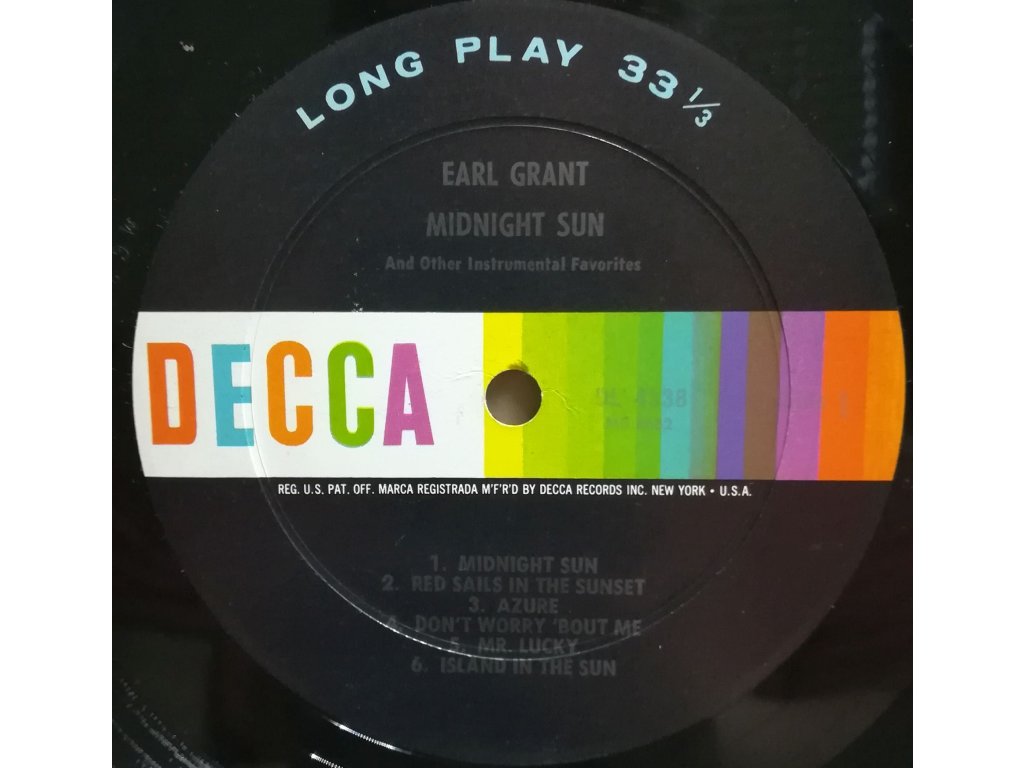 LONG PLAY 33 1/3
EARL GRANT
MIDNIGHT SUN
And Other Instrumental Favorites
DECCA
REG. U.S. PAT. OFF. MARCA REGISTRADA M'F'R'D BY DECCA RECORDS INC. NEW YORK • U.S.A.
1. MIDNIGHT SUN
2. RED SAILS IN THE SUNSET
3. AZURE
4. DON'T WORRY 'BOUT ME
5. MR. LUCKY
6. ISLAND IN THE SUN